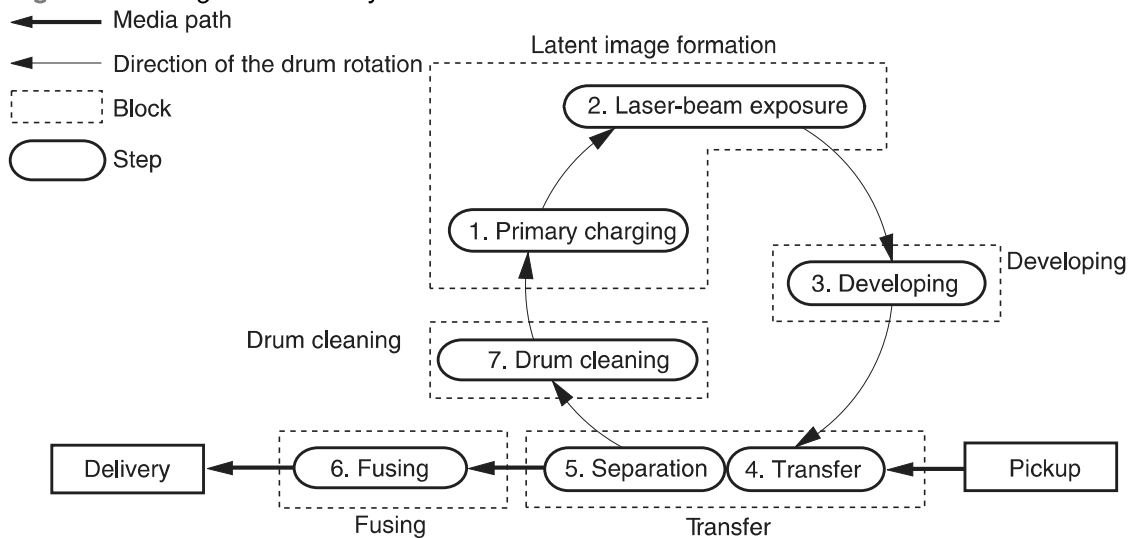 Media path
Direction of the drum rotation
Block
Step
Latent image formation
2. Laser-beam exposure
1. Primary charging
3. Developing
Developing
Drum cleaning
7. Drum cleaning
Delivery
6. Fusing
5. Separation
4. Transfer
Pickup
Fusing
Transfer